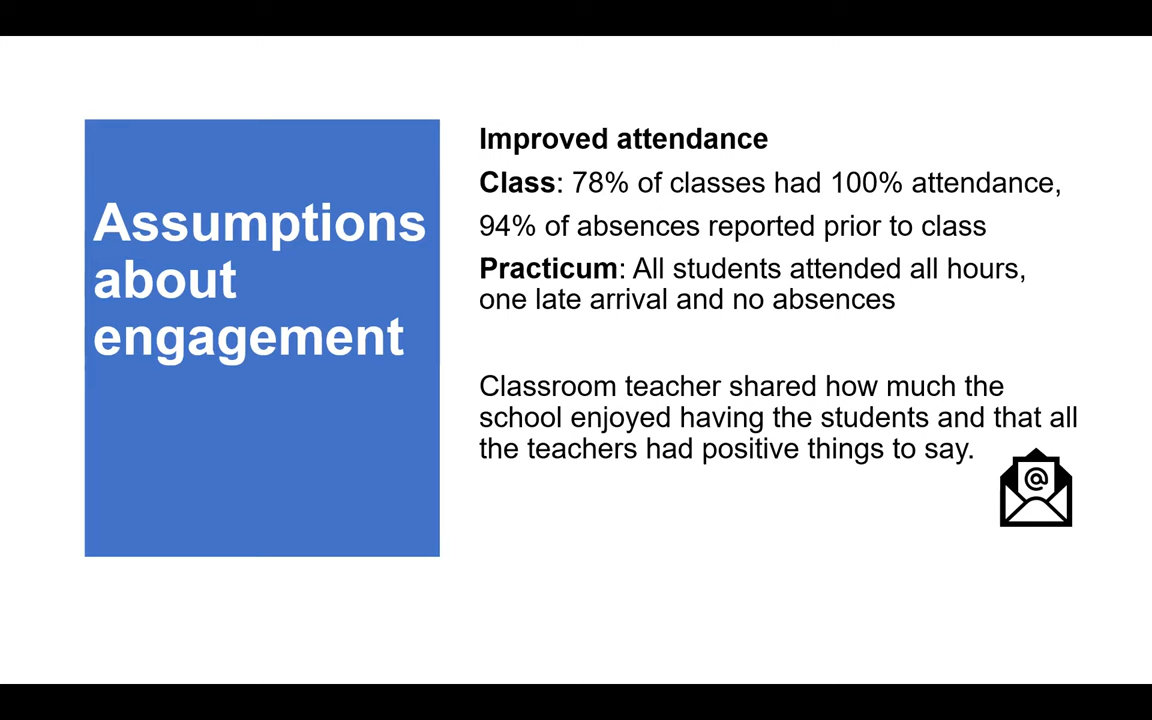 Assumptions
about
engagement
Improved attendance
Class: 78% of classes had 100% attendance,
94% of absences reported prior to class
Practicum: All students attended all hours,
one late arrival and no absences
Classroom teacher shared how much the
school enjoyed having the students and that all
the teachers had positive things to say.
@